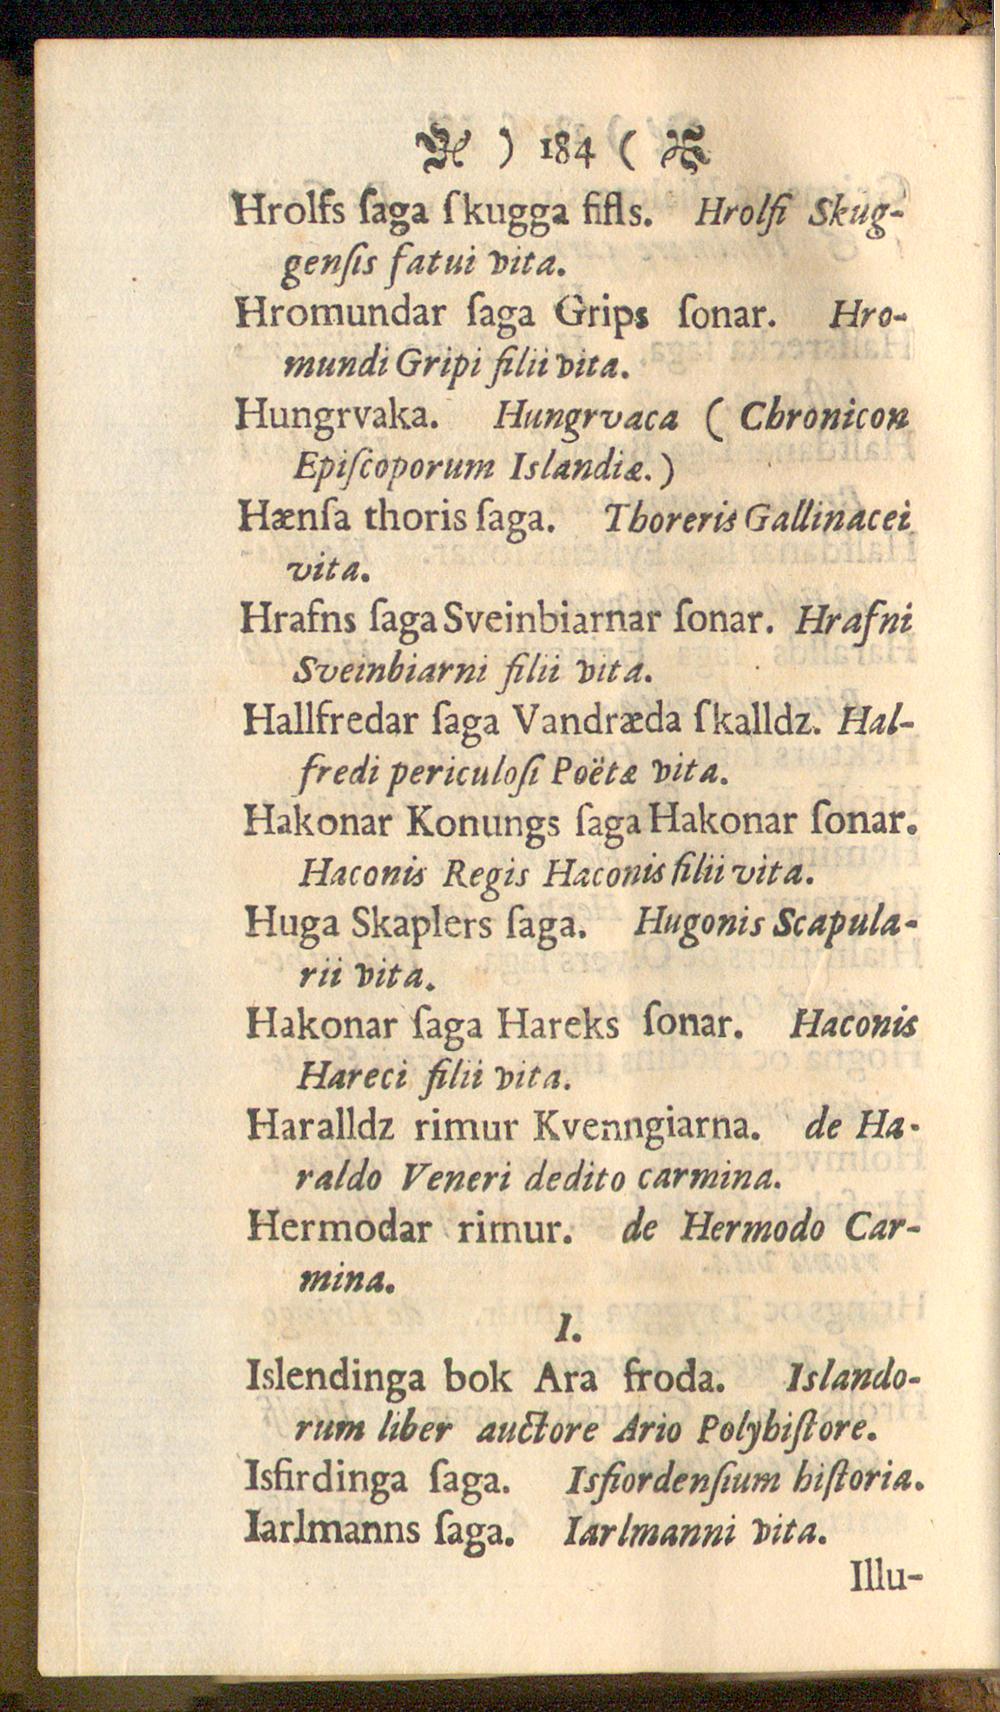 ) 184 (
Hrolfs ſaga ſkugga fifls. Hrolfi Skug-
genſis fatui vita.
Hromundar ſaga Grips ſonar. Hro-
mundi Gripi filii vita.
Hungrvaka. Hungrvaca ( Chronicon
Epiſcoporum Islandiæ.)
Hænſa thoris ſaga. Thoreris Gallinacei
vita.
Hrafns ſaga Sveinbiarnar ſonar. Hrafni
Sveinbiarni filii vita.
Hallfredar ſaga Vandræda ſkalldz. Hal-
fredi periculoſi Poëtæ vita.
Hakonar Konungs ſaga Hakonar ſonar.
Haconis Regis Haconis filii vita.
Huga Skaplers ſaga. Hugonis Scapula-
rii vita.
Hakonar ſaga Hareks ſonar. Haconis
Hareci filii vita.
Haralldz rimur Kvenngiarna. de Ha-
raldo Veneri dedito carmina.
Hermodar rimur. de Hermodo Car-
mina.
I.
Islendinga bok Ara froda. Islando-
rum liber auctore Ario Polyhiſtore.
Isfirdinga ſaga. Isfiordenſium hiſtoria.
Iarlmanns ſaga. Iarlmanni vita.
Illu-